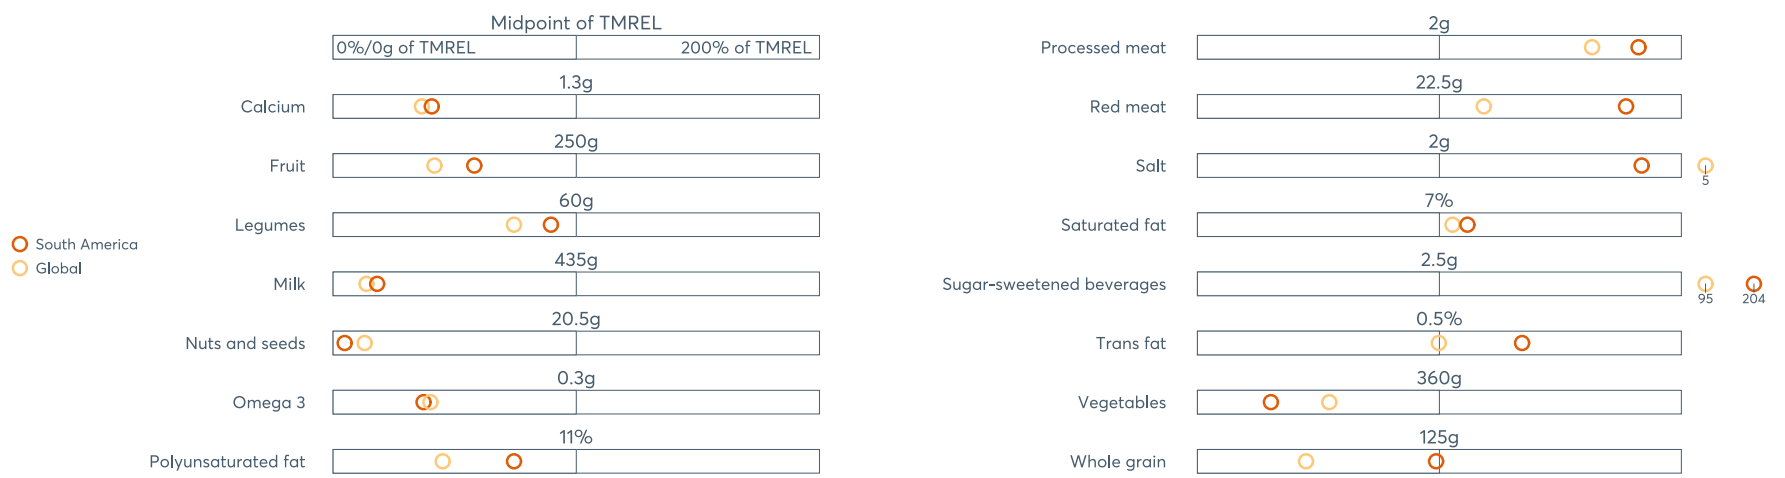 South America
Global
Midpoint of TMREL
0%/0g of TMREL
200% of TMREL
1.3g
Calcium
250g
Fruit
60g
Legumes
435g
Milk
20.5g
Nuts and seeds
0.3g
Omega 3
11%
Polyunsaturated fat
2g
Processed meat
22.5g
Red meat
2g
Salt
5
7%
Saturated fat
2.5g
Sugar-sweetened beverages
95
204
0.5%
Trans fat
360g
Vegetables
125g
Whole grain